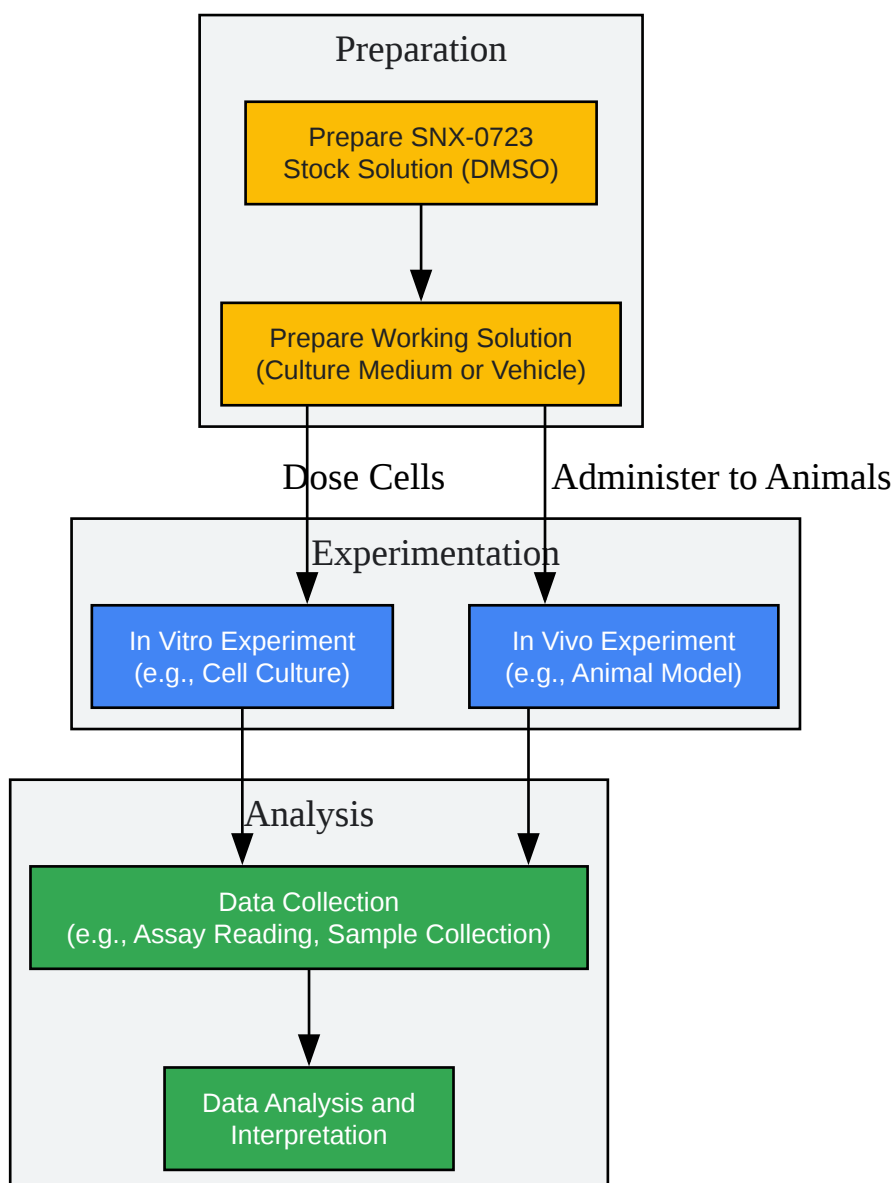 Preparation
Prepare SNX-0723
Stock Solution (DMSO)
Prepare Working Solution
(Culture Medium or Vehicle)
Dose Cells
Administer to Animals
Experimentation
In Vitro Experiment
(e.g., Cell Culture)
In Vivo Experiment
(e.g., Animal Model)
Analysis
Data Collection
(e.g., Assay Reading, Sample Collection)
Data Analysis and
Interpretation